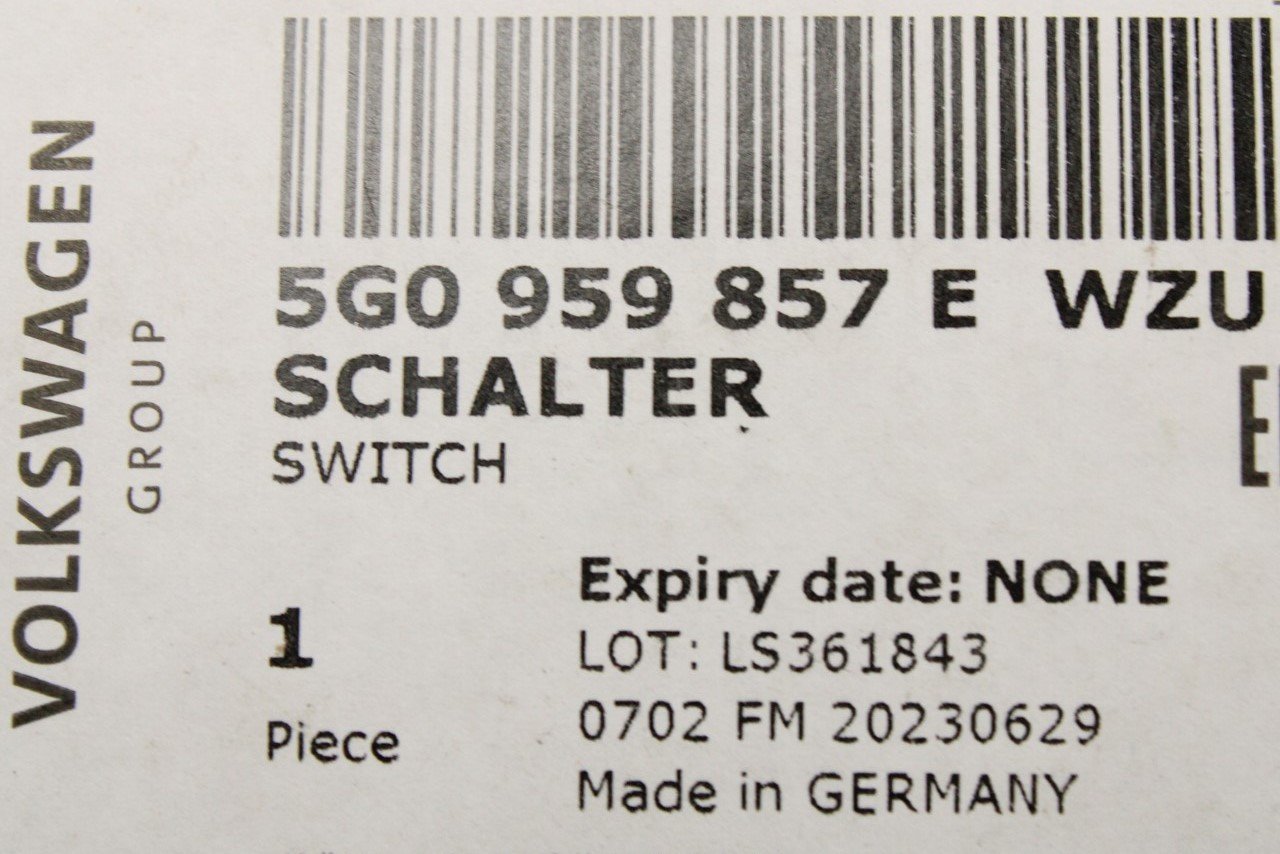 VOLKSWAGEN
GROUP
5G0 959 857 E WZU
SCHALTER
SWITCH
1
Piece
Expiry date: NONE
LOT: LS361843
0702 FM 20230629
Made in GERMANY